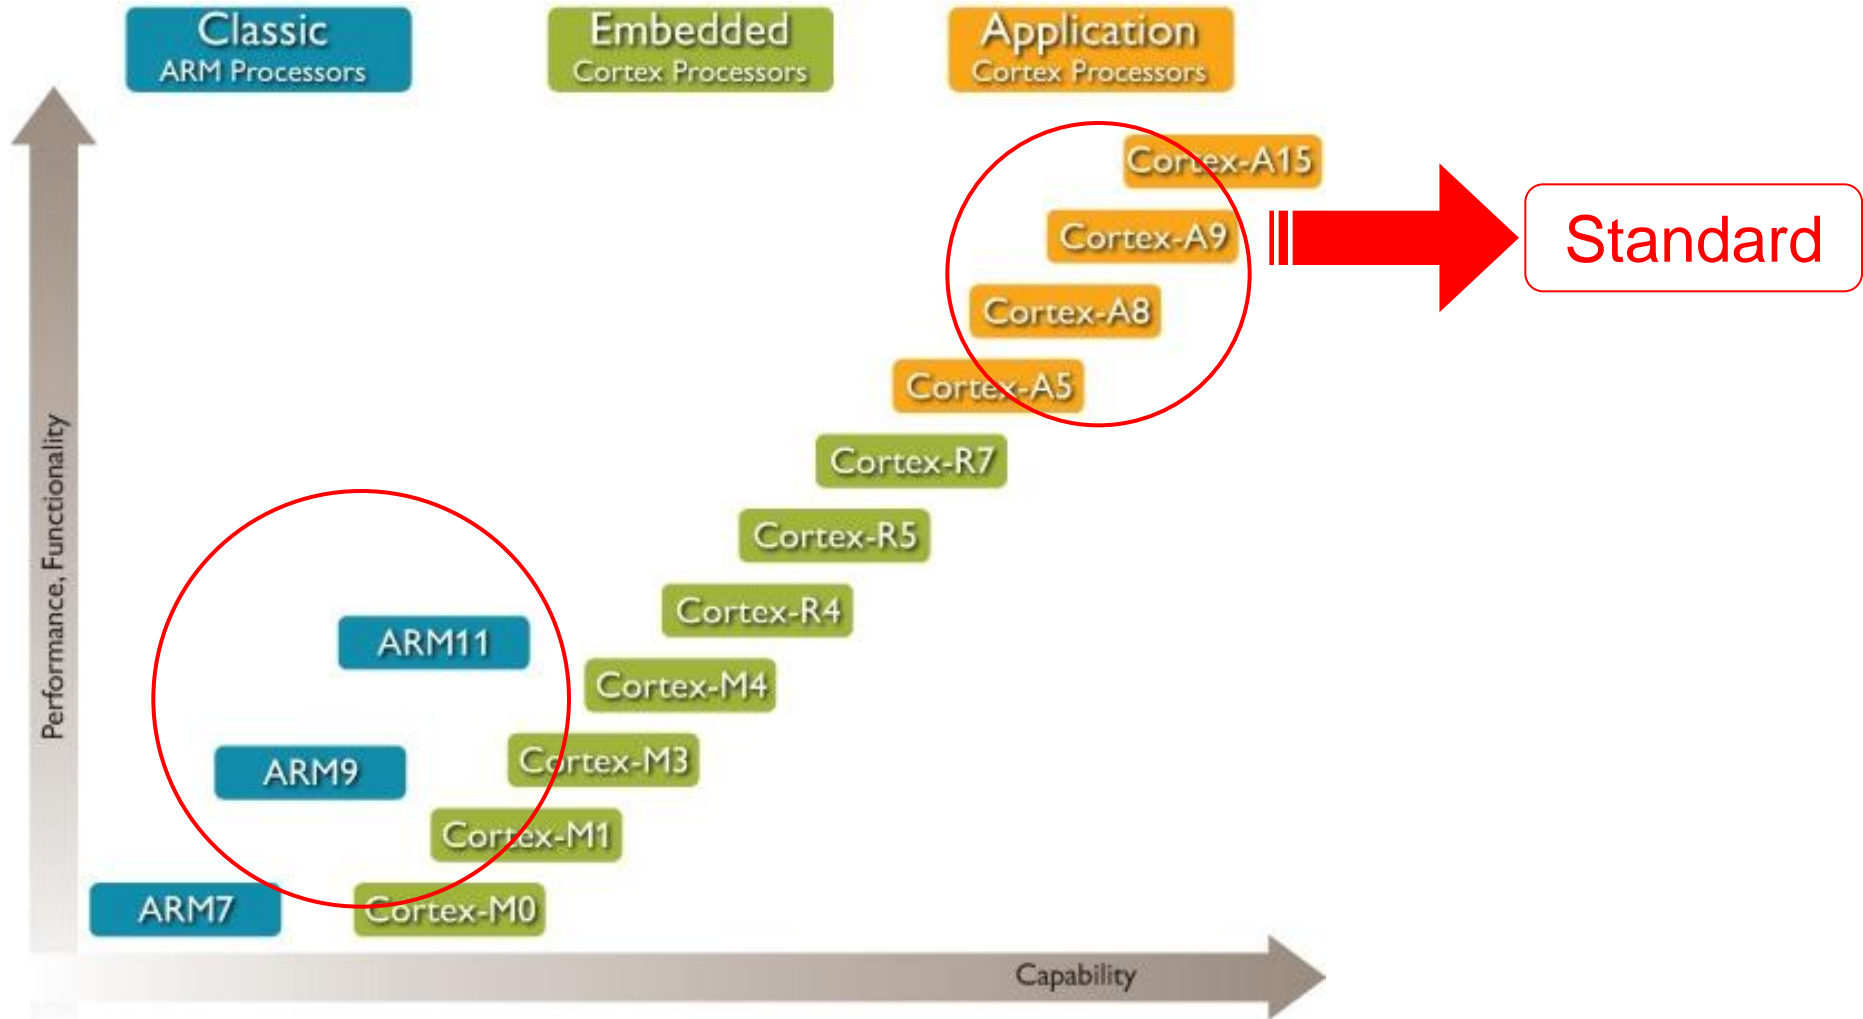 Classic
ARM Processors
Embedded
Cortex Processors
Application
Cortex Processors
Cortex-A15
Cortex-A9
Standard
Cortex-A8
Cortex-A5
Cortex-R7
Cortex-R5
Cortex-R4
ARM11
Cortex-M4
Cortex-M3
ARM9
Cortex-M1
ARM7
Cortex-M0
Performance, Functionality
Capability